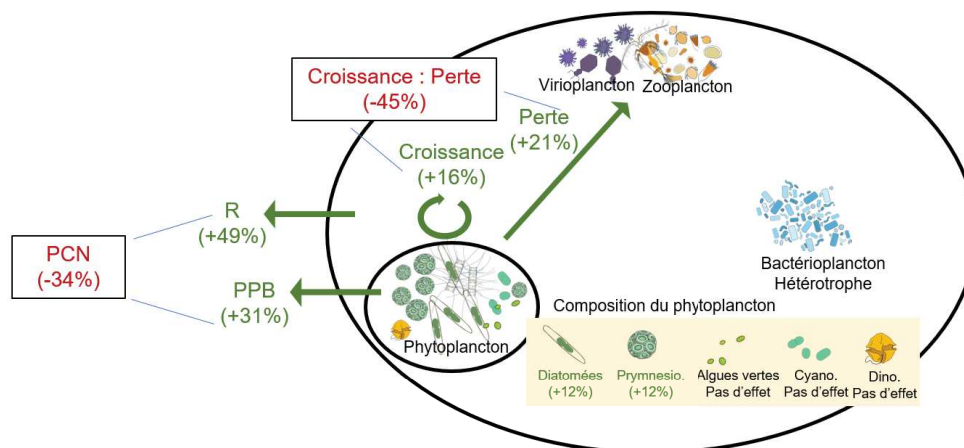 Croissance : Perte
(-45%)
Virioplancton
Zooplancton
Perte
(+21%)
Croissance
(+16%)
R
(+49%)
PCN
(-34%)
PPB
(+31%)
Bactérioplancton
Hétérotrophe
Phytoplancton
Composition du phytoplancton
Diatomées
(+12%)
Prymnesio.
(+12%)
Algues vertes
Pas d'effet
Cyano.
Pas d'effet
Dino.
Pas d'effet